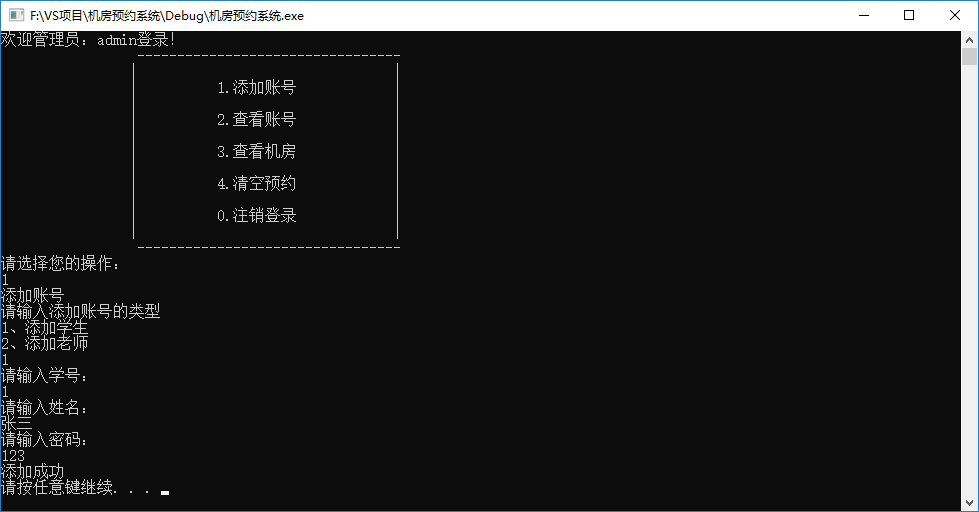 F:\VS项目\机房预约系统\Debug\机房预约系统.exe
欢迎管理员：admin登录！
---------------------------------
1.添加账号
2.查看账号
3.查看机房
4.清空预约
0.注销登录
---------------------------------
请选择您的操作：
1
添加账号
请输入添加账号的类型
1、添加学生
2、添加老师
1
请输入学号：
1
请输入姓名：
张三
请输入密码：
123
添加成功
请按任意键继续. . .